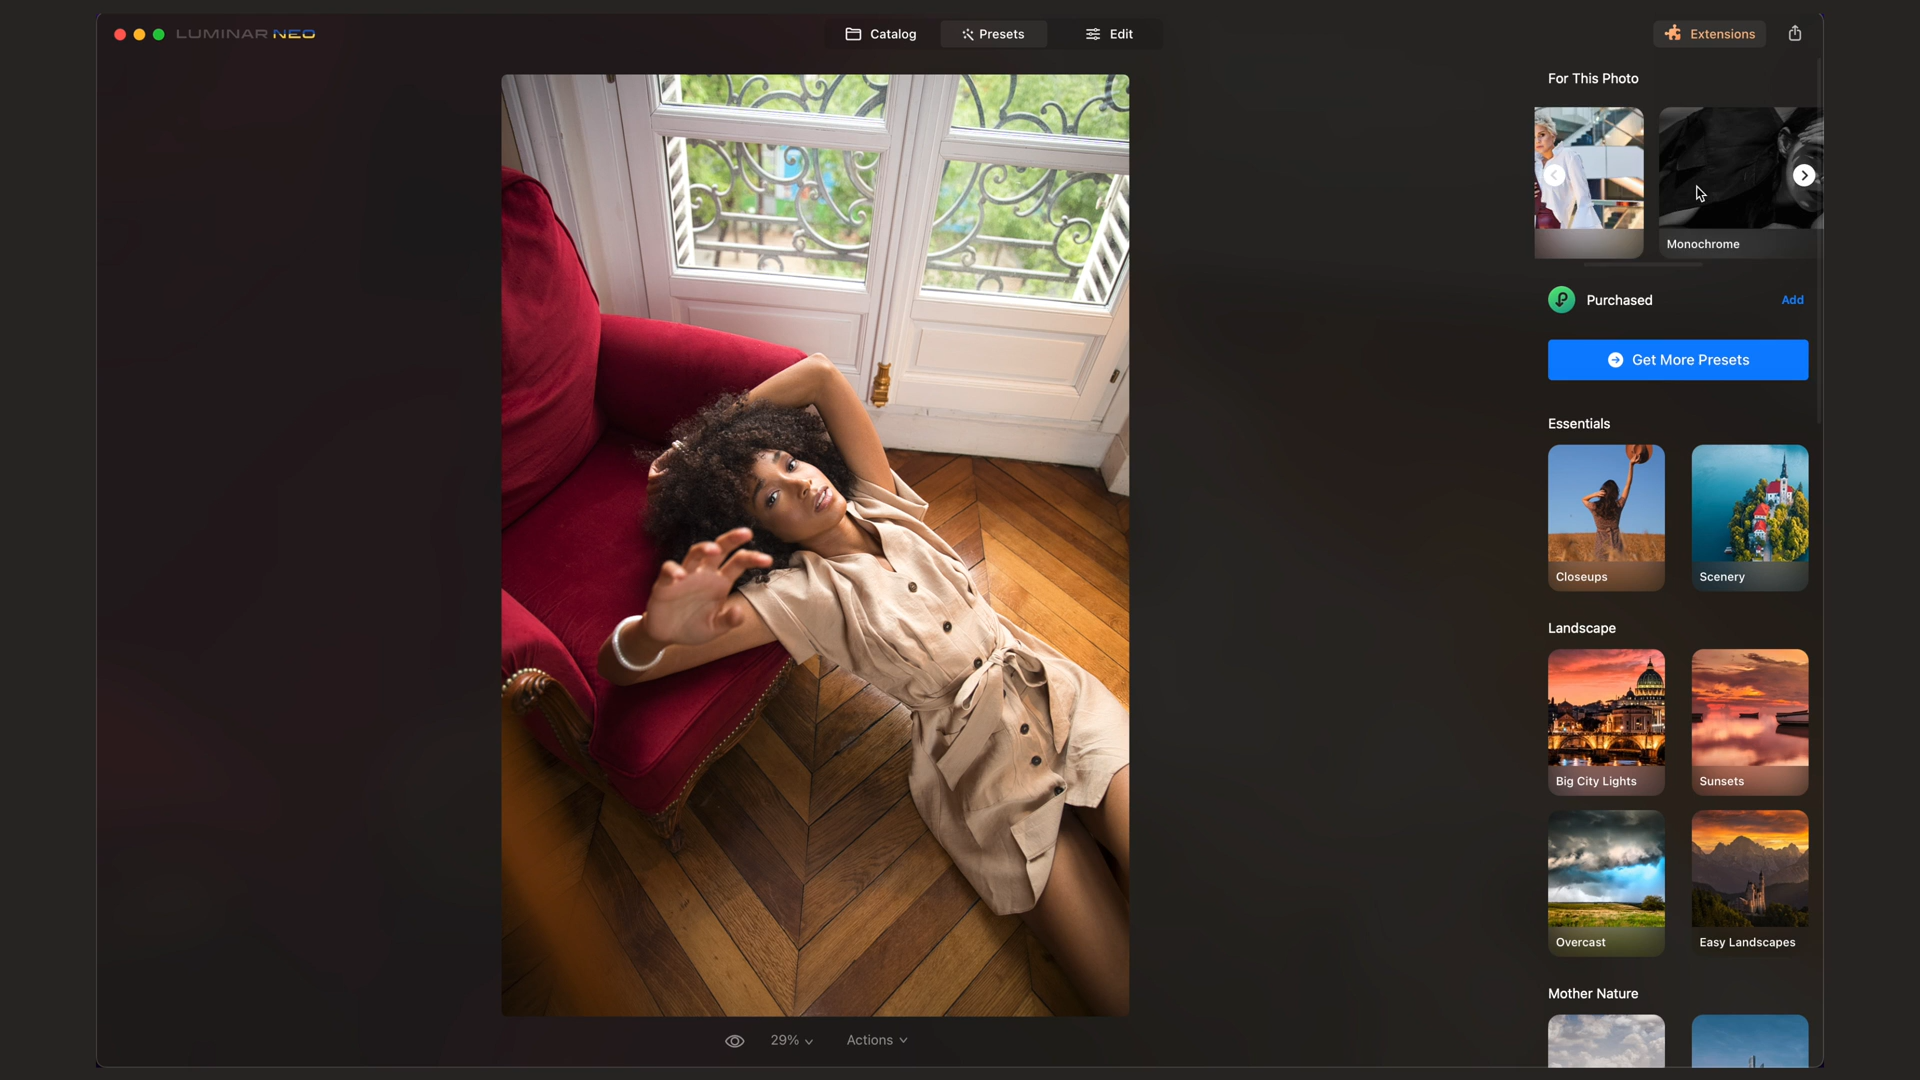 LUMINAR NEO
Catalog
Presets
Edit
Extensions
For This Photo
Monochrome
Purchased
Add
Get More Presets
Essentials
Closeups
Scenery
Landscape
Big City Lights
Sunsets
Overcast
Easy Landscapes
Mother Nature
29%
Actions